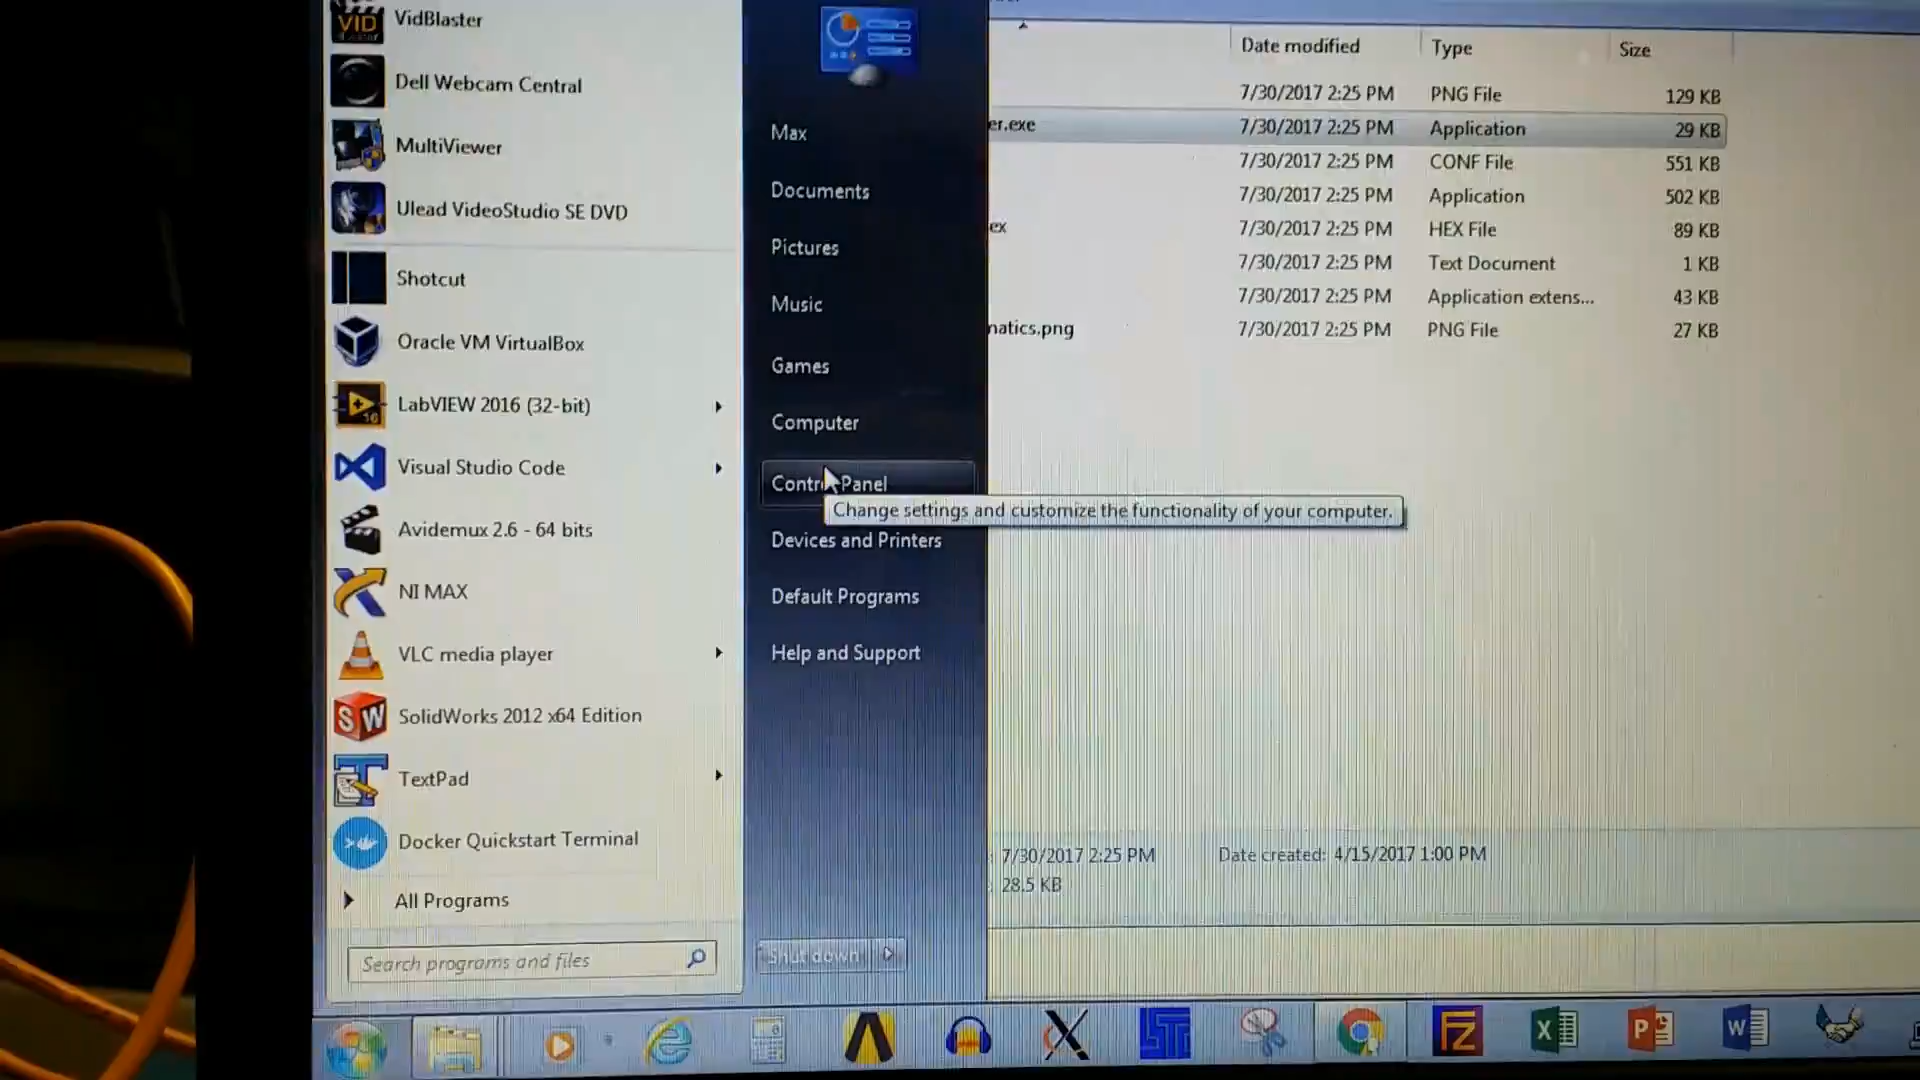 VidBlaster
Dell Webcam Central
MultiViewer
Ulead VideoStudio SE DVD
Shotcut
Oracle VM VirtualBox
LabVIEW 2016 (32-bit)
Visual Studio Code
Avidemux 2.6 - 64 bits
NI MAX
VLC media player
SolidWorks 2012 x64 Edition
TextPad
Docker Quickstart Terminal
All Programs
Search programs and files
Max
Documents
Pictures
Music
Games
Computer
Control Panel
Change settings and customize the functionality of your computer.
Devices and Printers
Default Programs
Help and Support
Shut down
Date modified Type Size
7/30/2017 2:25 PM PNG File 129 KB
er.exe 7/30/2017 2:25 PM Application 29 KB
7/30/2017 2:25 PM CONF File 551 KB
7/30/2017 2:25 PM Application 502 KB
ex 7/30/2017 2:25 PM HEX File 89 KB
7/30/2017 2:25 PM Text Document 1 KB
7/30/2017 2:25 PM Application extens... 43 KB
natics.png 7/30/2017 2:25 PM PNG File 27 KB
7/30/2017 2:25 PM Date created: 4/15/2017 1:00 PM
28.5 KB